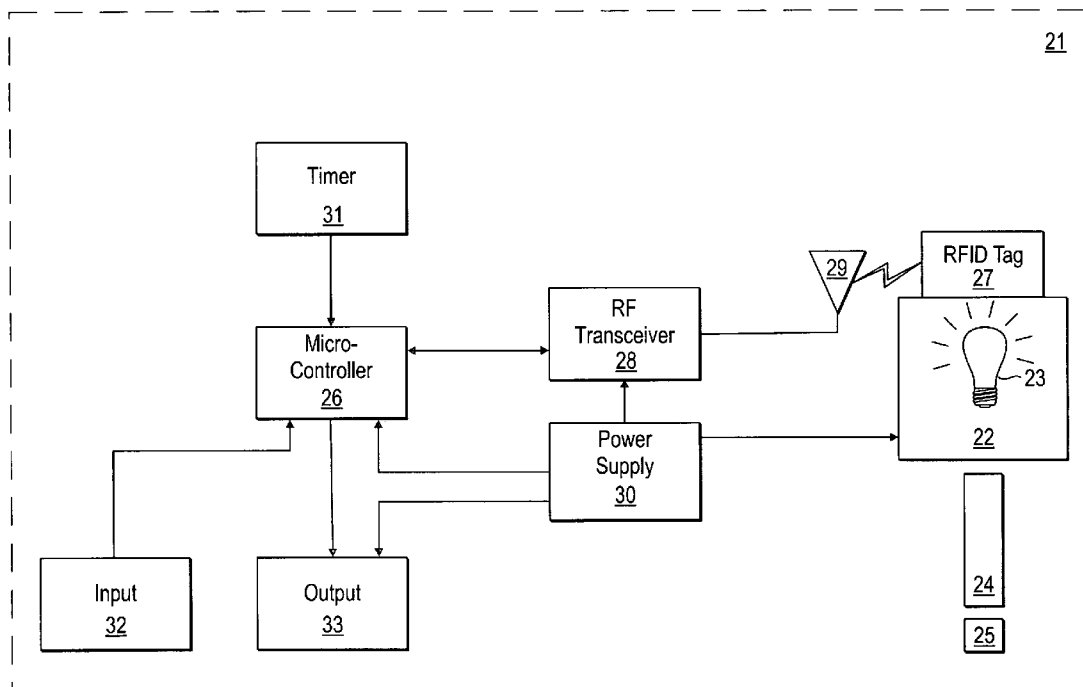 21
Timer
31
29
RFID Tag
27
RF
Transceiver
28
Micro-
Controller
26
23
22
Power
Supply
30
24
Input
32
Output
33
25